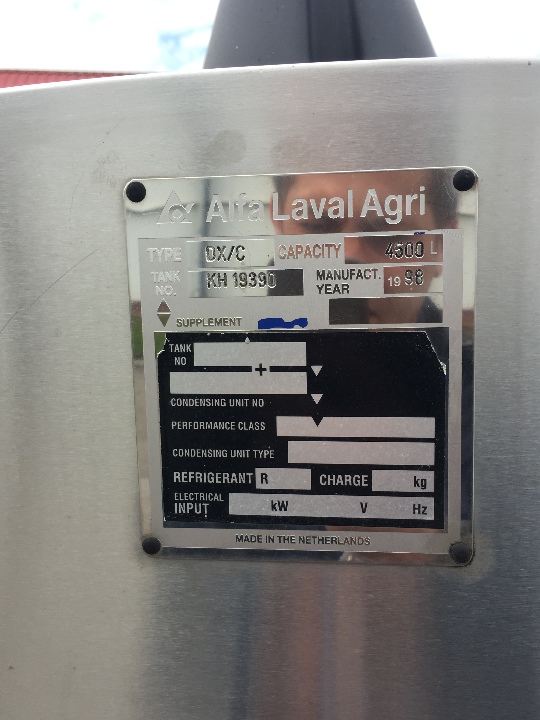 Alfa Laval Agri
TYPE DX/C CAPACITY 4500 L
TANK NO. KH 19390 MANUFACT. YEAR 1998
SUPPLEMENT
TANK NO
+
CONDENSING UNIT NO
PERFORMANCE CLASS
CONDENSING UNIT TYPE
REFRIGERANT R CHARGE kg
ELECTRICAL INPUT kW V Hz
MADE IN THE NETHERLANDS